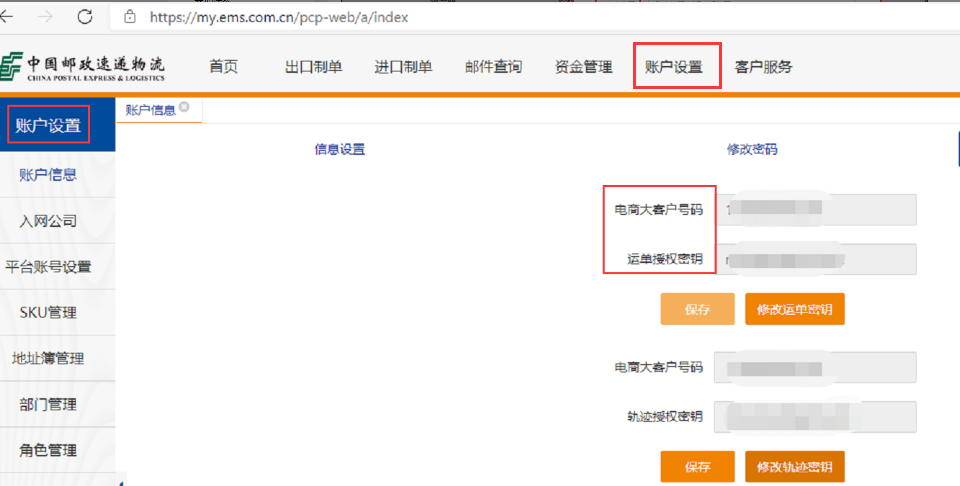 https://my.ems.com.cn/pcp-web/a/index
中国邮政速递物流
CHINA POSTAL EXPRESS & LOGISTICS
首页 出口制单 进口制单 邮件查询 资金管理 账户设置 客户服务
账户设置
账户信息
入网公司
平台账号设置
SKU管理
地址簿管理
部门管理
角色管理
账户信息
信息设置 修改密码
电商大客户号码
运单授权密钥
保存 修改运单密钥
电商大客户号码
轨迹授权密钥
保存 修改轨迹密钥